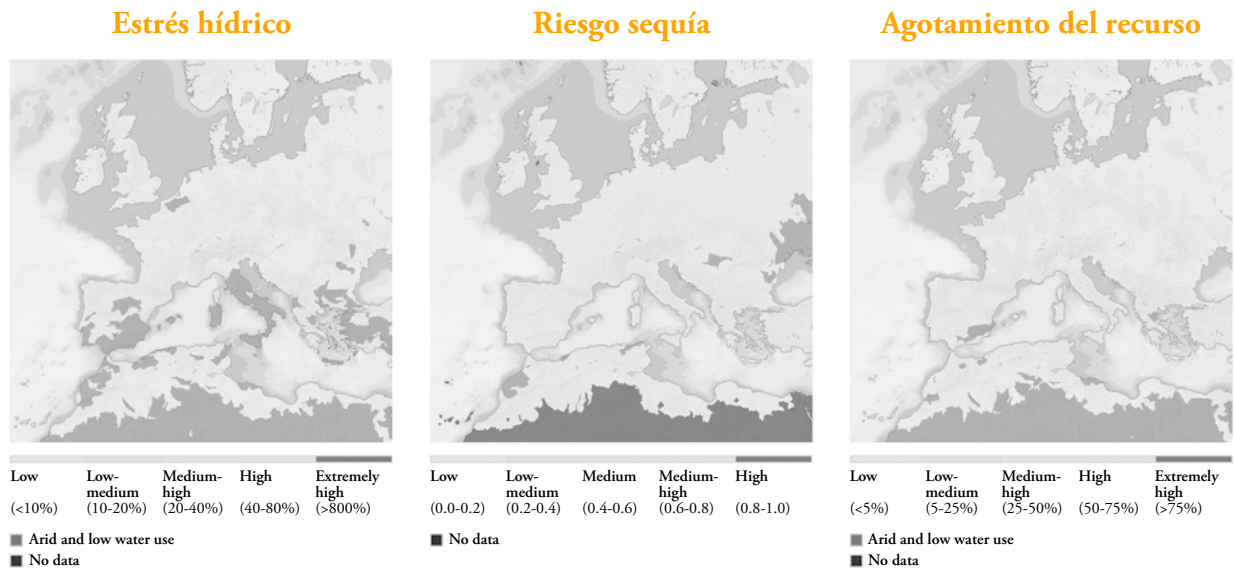 Estrés hídrico
Low
Low-
medium
Medium-
high
High
Extremely
high
(<10%)
(10-20%)
(20-40%)
(40-80%)
(>800%)
Arid and low water use
No data
Riesgo sequía
Low
Low-
medium
Medium
Medium-
high
High
(0.0-0.2)
(0.2-0.4)
(0.4-0.6)
(0.6-0.8)
(0.8-1.0)
No data
Agotamiento del recurso
Low
Low-
medium
Medium-
high
High
Extremely
high
(<5%)
(5-25%)
(25-50%)
(50-75%)
(>75%)
Arid and low water use
No data